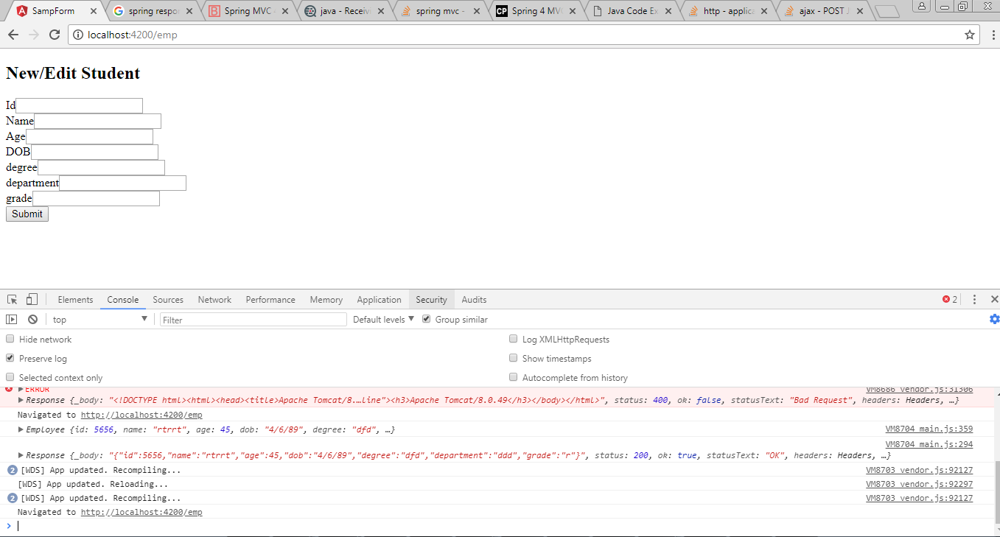 SampForm
spring respo
Spring MVC
java - Receiv
spring mvc -
CP Spring 4 MV
Java Code Ex
http - applic
ajax - POST J
localhost:4200/emp
New/Edit Student
Id
Name
Age
DOB
degree
department
grade
Submit
Elements Console Sources Network Performance Memory Application Security Audits 2
top Filter Default levels Group similar
Hide network Log XMLHttpRequests
Preserve log Show timestamps
Selected context only Autocomplete from history
ERROR VM8686 vendor.js:31306
Response {_body: "<!DOCTYPE html><html><head><title>Apache Tomcat/8.…line"><h3>Apache Tomcat/8.0.49</h3></body></html>", status: 400, ok: false, statusText: "Bad Request", headers: Headers, …}
Navigated to http://localhost:4200/emp
Employee {id: 5656, name: "rtrrt", age: 45, dob: "4/6/89", degree: "dfd", …} VM8704 main.js:359
VM8704 main.js:294
Response {_body: "{"id":5656,"name":"rtrrt","age":45,"dob":"4/6/89","degree":"dfd","department":"ddd","grade":"r"}", status: 200, ok: true, statusText: "OK", headers: Headers, …}
2 [WDS] App updated. Recompiling... VM8703 vendor.js:92127
[WDS] App updated. Reloading... VM8703 vendor.js:92297
2 [WDS] App updated. Recompiling... VM8703 vendor.js:92127
Navigated to http://localhost:4200/emp